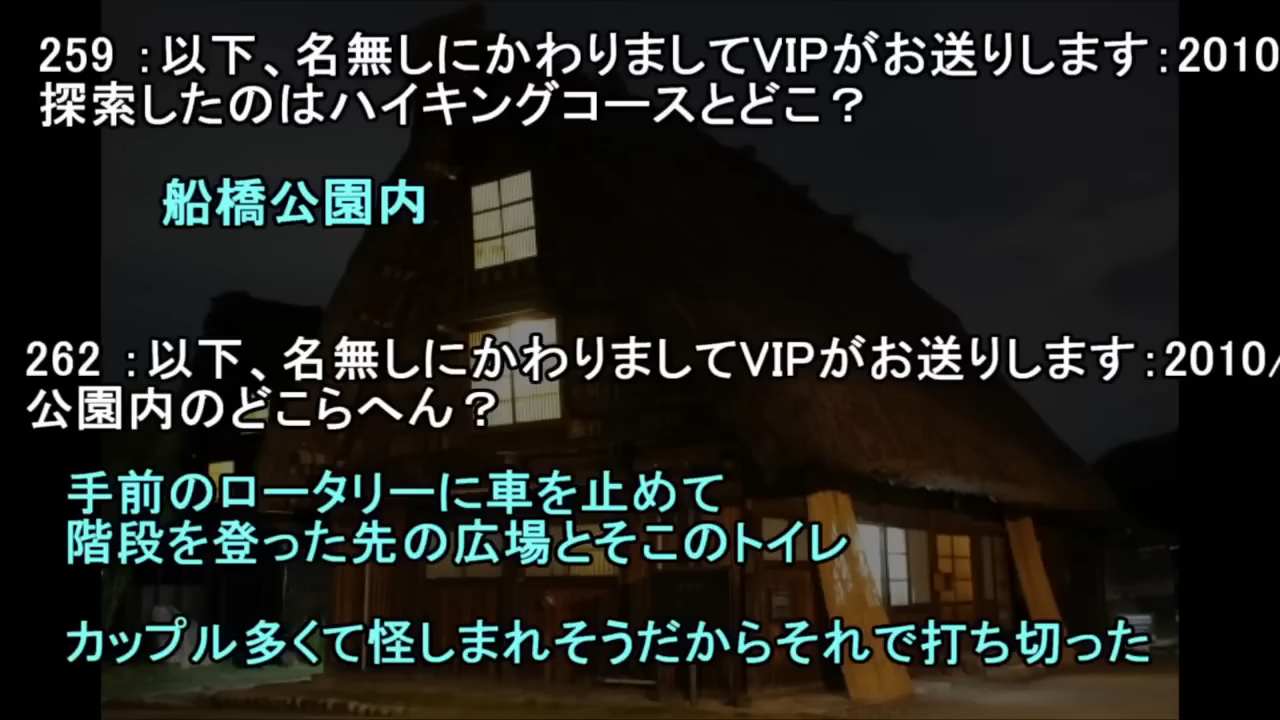 259 ：以下、名無しにかわりましてVIPがお送りします：2010
探索したのはハイキングコースとどこ？
船橋公園内
262 ：以下、名無しにかわりましてVIPがお送りします：2010/
公園内のどこらへん？
手前のロータリーに車を止めて
階段を登った先の広場とそこのトイレ
カップル多くて怪しまれそうだからそれで打ち切った